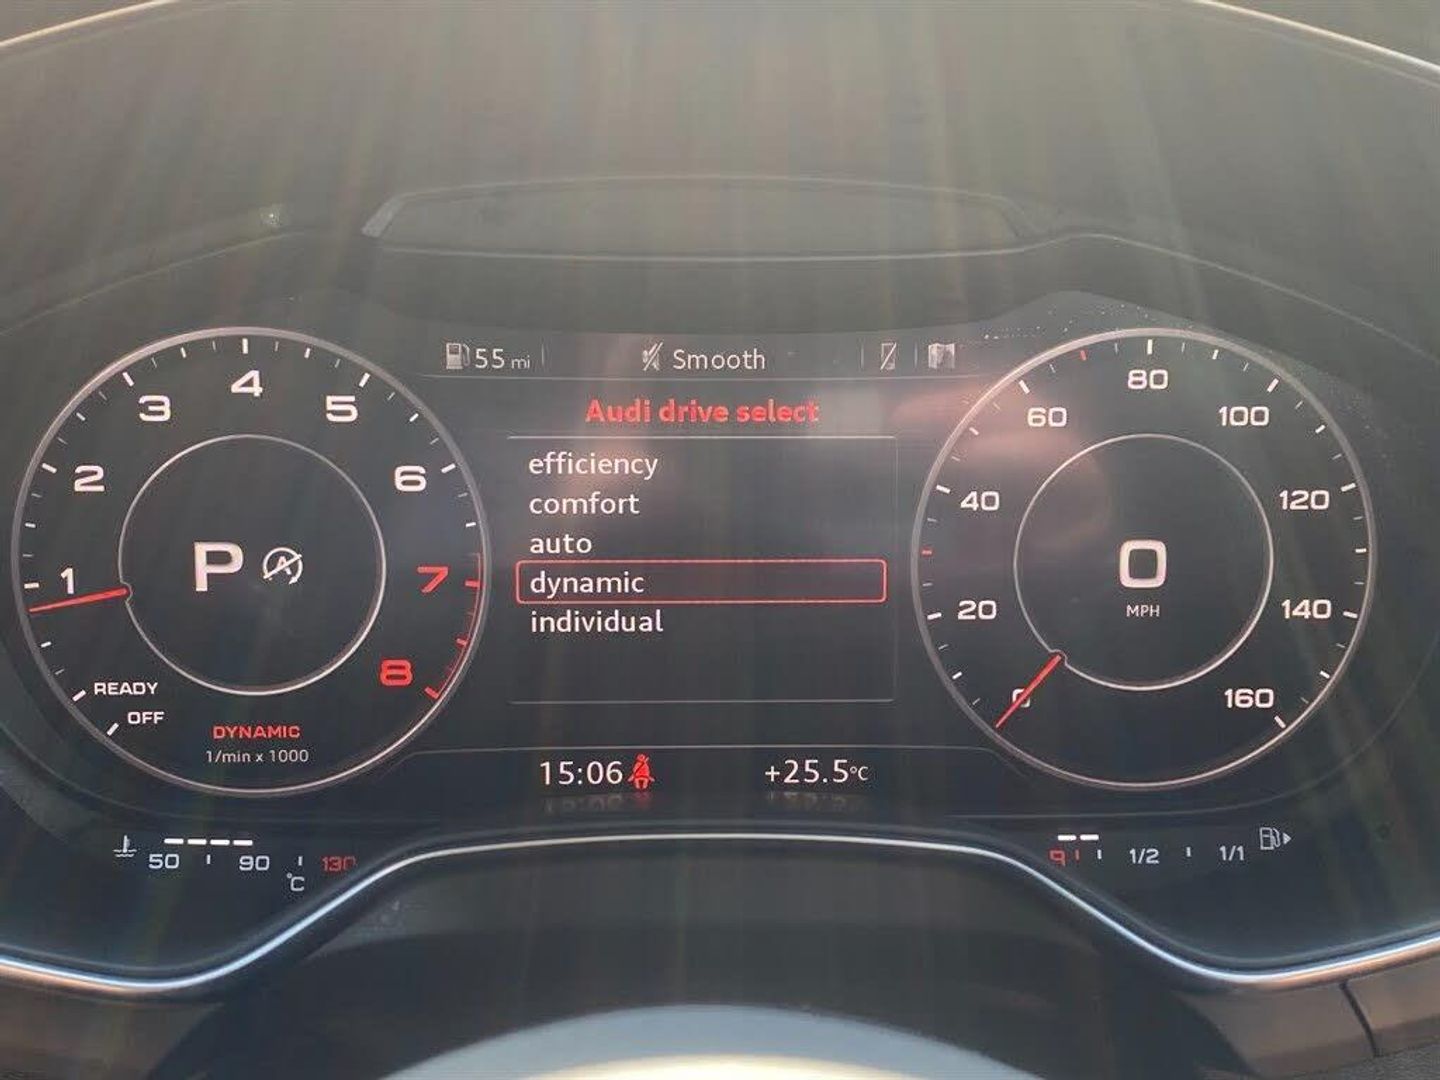 55 mi
Smooth
Audi drive select
efficiency
comfort
auto
dynamic
individual
1
2
3
4
5
6
7
8
P
A
READY
OFF
DYNAMIC
1/min x 1000
0
20
40
60
80
100
120
140
160
0
MPH
15:06
+25.5°C
50
90
130
°C
1/2
1/1